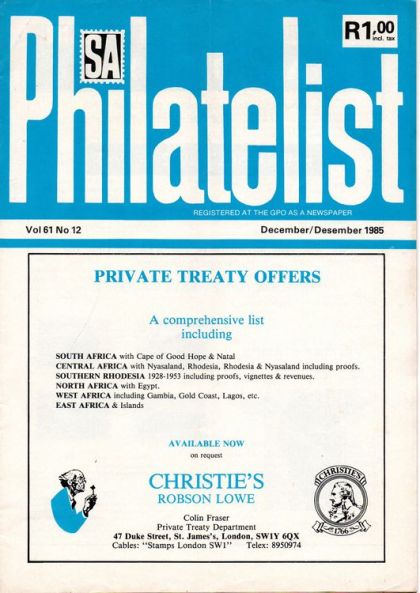 R1,00
incl. tax
SA
Philatelist
REGISTERED AT THE GPO AS A NEWSPAPER
Vol 61 No 12 December/Desember 1985
PRIVATE TREATY OFFERS
A comprehensive list
including
SOUTH AFRICA with Cape of Good Hope & Natal
CENTRAL AFRICA with Nyasaland, Rhodesia, Rhodesia & Nyasaland including proofs.
SOUTHERN RHODESIA 1928-1953 including proofs, vignettes & revenues.
NORTH AFRICA with Egypt.
WEST AFRICA including Gambia, Gold Coast, Lagos, etc.
EAST AFRICA & Islands
AVAILABLE NOW
on request
CHRISTIE'S
ROBSON LOWE
CHRISTIE'S
1766
Colin Fraser
Private Treaty Department
47 Duke Street, St. James's, London, SW1Y 6QX
Cables: "Stamps London SW1" Telex: 8950974